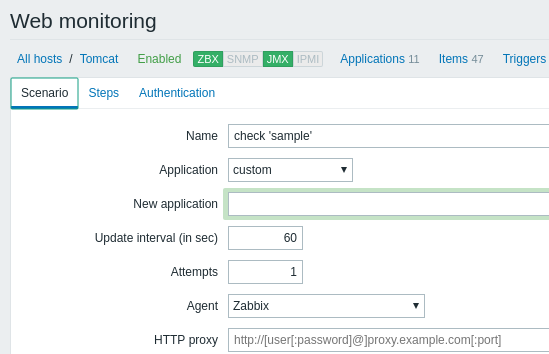 Web monitoring
All hosts / Tomcat Enabled ZBX SNMP JMX IPMI Applications 11 Items 47 Triggers
Scenario Steps Authentication
Name check 'sample'
Application custom
New application
Update interval (in sec) 60
Attempts 1
Agent Zabbix
HTTP proxy http://[user[:password]@]proxy.example.com[:port]